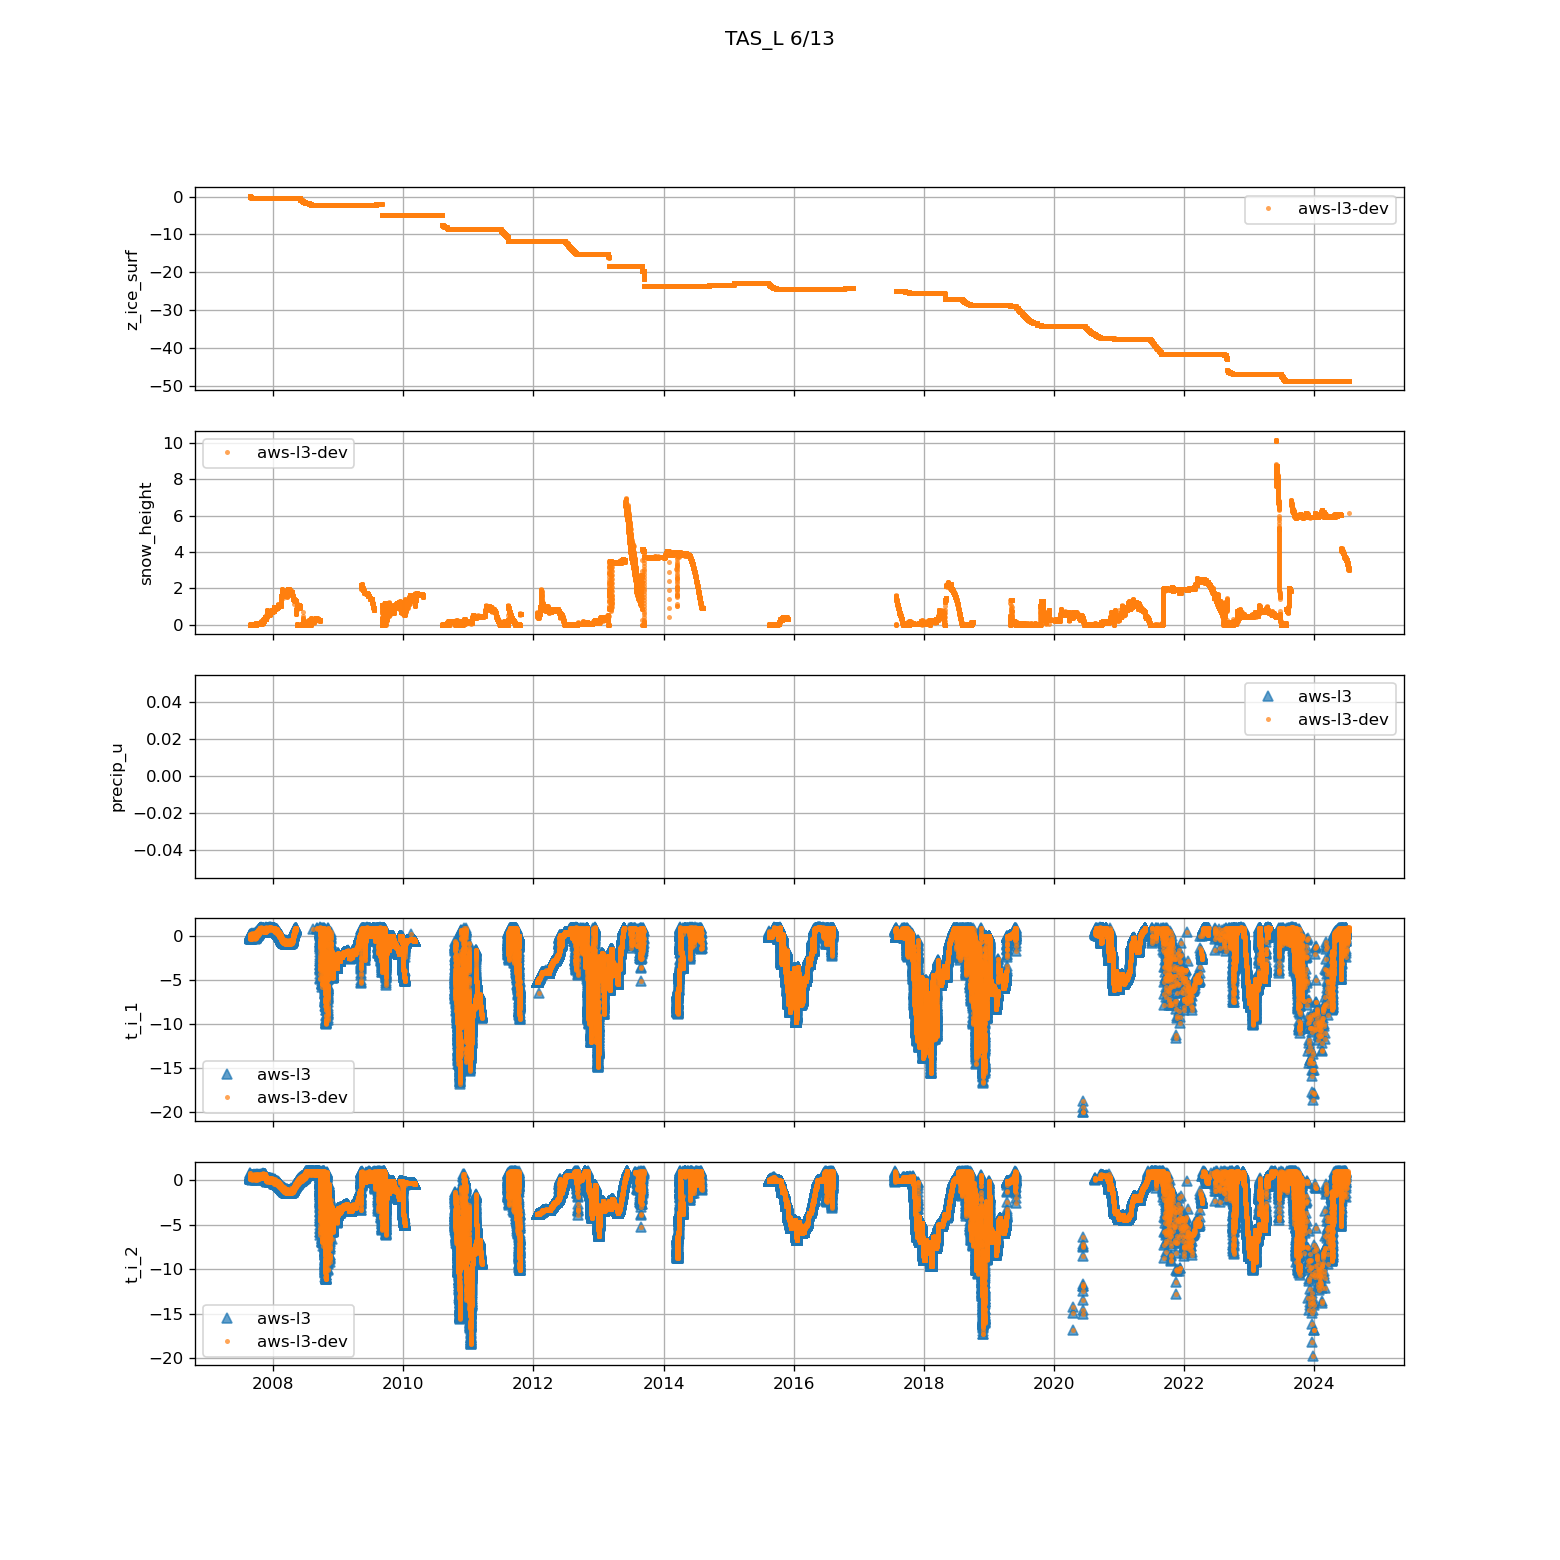 TAS_L 6/13
0
−10
−20
−30
−40
−50
z_ice_surf
aws-l3-dev
10
8
6
4
2
0
snow_height
aws-l3-dev
0.04
0.02
0.00
−0.02
−0.04
precip_u
aws-l3
aws-l3-dev
0
−5
−10
−15
−20
t_i_1
aws-l3
aws-l3-dev
0
−5
−10
−15
−20
t_i_2
aws-l3
aws-l3-dev
2008 2010 2012 2014 2016 2018 2020 2022 2024